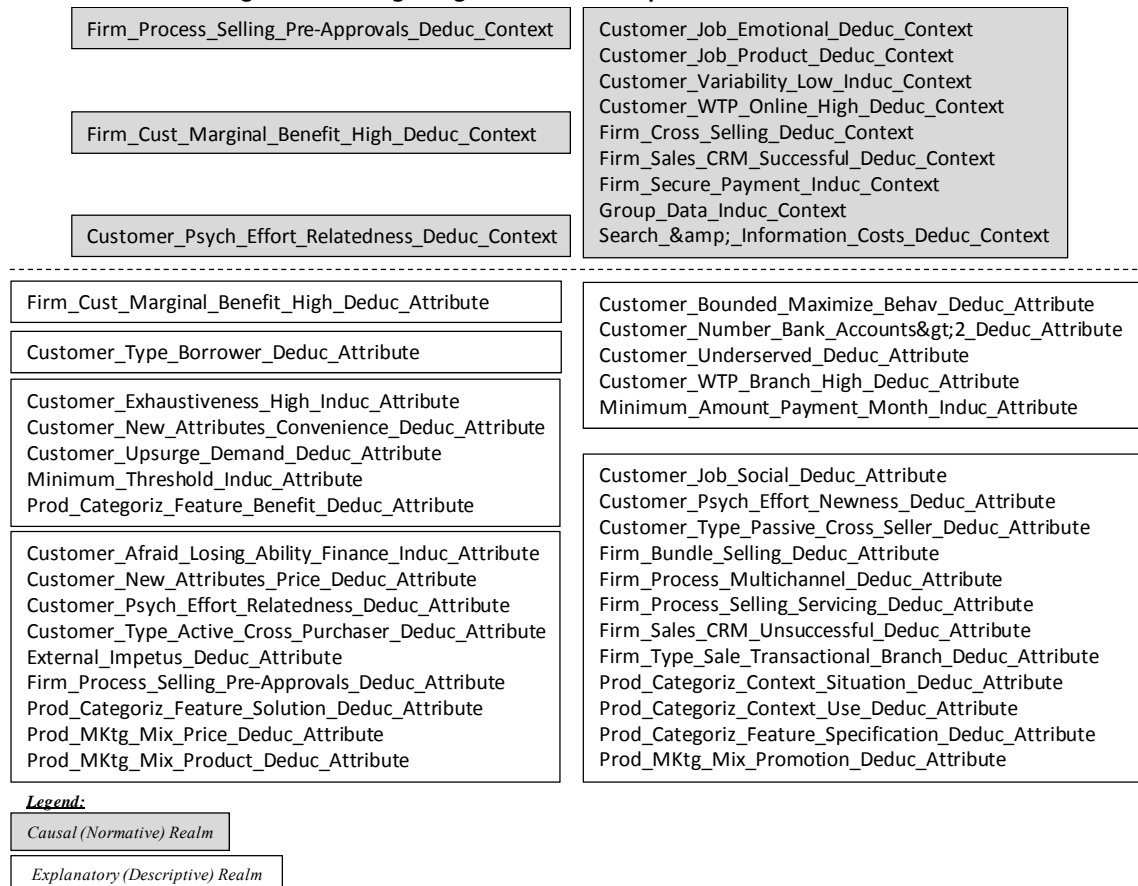 Firm_Process_Selling_Pre-Approvals_Deduc_Context
Firm_Cust_Marginal_Benefit_High_Deduc_Context
Customer_Psych_Effort_Relatedness_Deduc_Context
Customer_Job_Emotional_Deduc_Context
Customer_Job_Product_Deduc_Context
Customer_Variability_Low_Induc_Context
Customer_WTP_Online_High_Deduc_Context
Firm_Cross_Selling_Deduc_Context
Firm_Sales_CRM_Successful_Deduc_Context
Firm_Secure_Payment_Induc_Context
Group_Data_Induc_Context
Search_&amp;_Information_Costs_Deduc_Context
Firm_Cust_Marginal_Benefit_High_Deduc_Attribute
Customer_Type_Borrower_Deduc_Attribute
Customer_Exhaustiveness_High_Induc_Attribute
Customer_New_Attributes_Convenience_Deduc_Attribute
Customer_Upsurge_Demand_Deduc_Attribute
Minimum_Threshold_Induc_Attribute
Prod_Categoriz_Feature_Benefit_Deduc_Attribute
Customer_Afraid_Losing_Ability_Finance_Induc_Attribute
Customer_New_Attributes_Price_Deduc_Attribute
Customer_Psych_Effort_Relatedness_Deduc_Attribute
Customer_Type_Active_Cross_Purchaser_Deduc_Attribute
External_Impetus_Deduc_Attribute
Firm_Process_Selling_Pre-Approvals_Deduc_Attribute
Prod_Categoriz_Feature_Solution_Deduc_Attribute
Prod_MKtg_Mix_Price_Deduc_Attribute
Prod_MKtg_Mix_Product_Deduc_Attribute
Customer_Bounded_Maximize_Behav_Deduc_Attribute
Customer_Number_Bank_Accounts&gt;2_Deduc_Attribute
Customer_Underserved_Deduc_Attribute
Customer_WTP_Branch_High_Deduc_Attribute
Minimum_Amount_Payment_Month_Induc_Attribute
Customer_Job_Social_Deduc_Attribute
Customer_Psych_Effort_Newness_Deduc_Attribute
Customer_Type_Passive_Cross_Seller_Deduc_Attribute
Firm_Bundle_Selling_Deduc_Attribute
Firm_Process_Multichannel_Deduc_Attribute
Firm_Process_Selling_Servicing_Deduc_Attribute
Firm_Sales_CRM_Unsuccessful_Deduc_Attribute
Firm_Type_Sale_Transactional_Branch_Deduc_Attribute
Prod_Categoriz_Context_Situation_Deduc_Attribute
Prod_Categoriz_Context_Use_Deduc_Attribute
Prod_Categoriz_Feature_Specification_Deduc_Attribute
Prod_MKtg_Mix_Promotion_Deduc_Attribute
Legend:
Causal (Normative) Realm
Explanatory (Descriptive) Realm